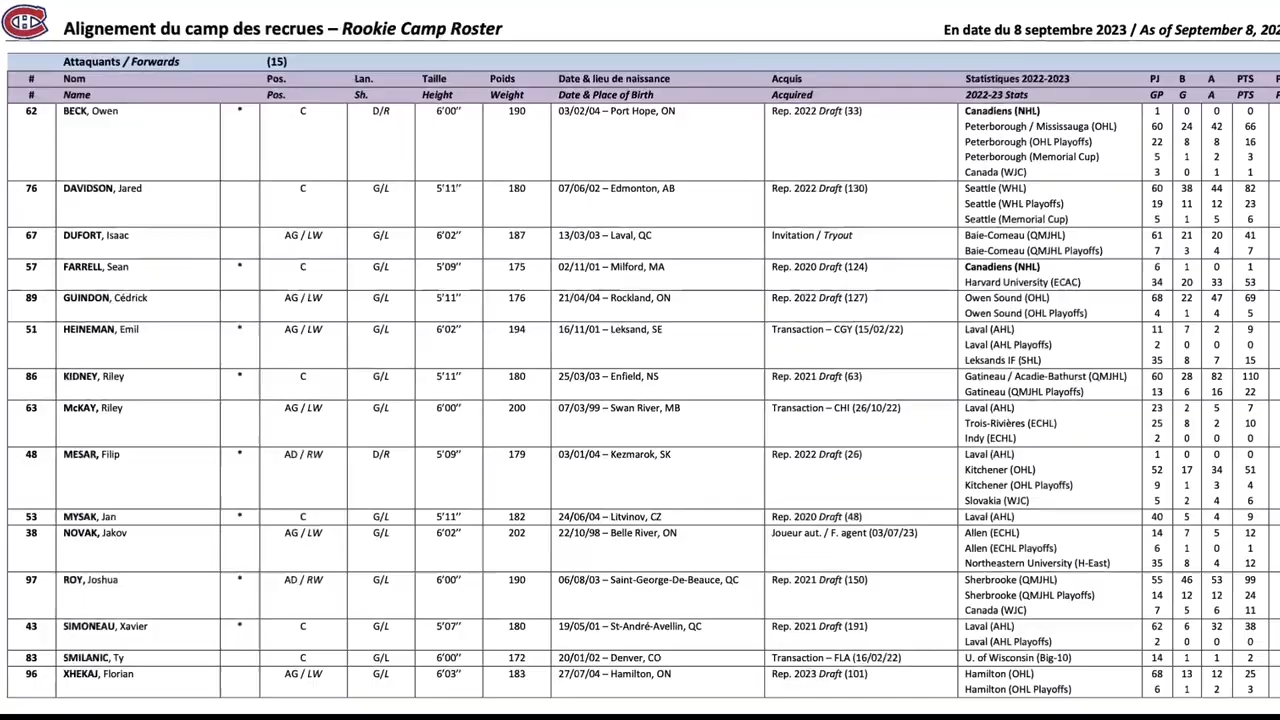 Alignement du camp des recrues – Rookie Camp Roster
En date du 8 septembre 2023 / As of September 8, 202
Attaquants / Forwards (15)
# Nom Pos. Lan. Taille Poids Date & lieu de naissance Acquis Statistiques 2022-2023 PJ B A PTS P
# Name Pos. Sh. Height Weight Date & Place of Birth Acquired 2022-23 Stats GP G A PTS
62 BECK, Owen * C D/R 6'00'' 190 03/02/04 – Port Hope, ON Rep. 2022 Draft (33) Canadiens (NHL) 1 0 0 0
Peterborough / Mississauga (OHL) 60 24 42 66
Peterborough (OHL Playoffs) 22 8 8 16
Peterborough (Memorial Cup) 5 1 2 3
Canada (WJC) 3 0 1 1
76 DAVIDSON, Jared C G/L 5'11'' 180 07/06/02 – Edmonton, AB Rep. 2022 Draft (130) Seattle (WHL) 60 38 44 82
Seattle (WHL Playoffs) 19 11 12 23
Seattle (Memorial Cup) 5 1 5 6
67 DUFORT, Isaac AG / LW G/L 6'02'' 187 13/03/03 – Laval, QC Invitation / Tryout Baie-Comeau (QMJHL) 61 21 20 41
Baie-Comeau (QMJHL Playoffs) 7 3 4 7
57 FARRELL, Sean * C G/L 5'09'' 175 02/11/01 – Milford, MA Rep. 2020 Draft (124) Canadiens (NHL) 6 1 0 1
Harvard University (ECAC) 34 20 33 53
89 GUINDON, Cédrick AG / LW G/L 5'11'' 176 21/04/04 – Rockland, ON Rep. 2022 Draft (127) Owen Sound (OHL) 68 22 47 69
Owen Sound (OHL Playoffs) 4 1 4 5
51 HEINEMAN, Emil * AG / LW G/L 6'02'' 194 16/11/01 – Leksand, SE Transaction – CGY (15/02/22) Laval (AHL) 11 7 2 9
Laval (AHL Playoffs) 2 0 0 0
Leksands IF (SHL) 35 8 7 15
86 KIDNEY, Riley * C G/L 5'11'' 180 25/03/03 – Enfield, NS Rep. 2021 Draft (63) Gatineau / Acadie-Bathurst (QMJHL) 60 28 82 110
Gatineau (QMJHL Playoffs) 13 6 16 22
63 McKAY, Riley AG / LW G/L 6'00'' 200 07/03/99 – Swan River, MB Transaction – CHI (26/10/22) Laval (AHL) 23 2 5 7
Trois-Rivières (ECHL) 25 8 2 10
Indy (ECHL) 2 0 0 0
48 MESAR, Filip * AD / RW D/R 5'09'' 179 03/01/04 – Kezmarok, SK Rep. 2022 Draft (26) Laval (AHL) 1 0 0 0
Kitchener (OHL) 52 17 34 51
Kitchener (OHL Playoffs) 9 1 3 4
Slovakia (WJC) 5 2 4 6
53 MYSAK, Jan * C G/L 5'11'' 182 24/06/04 – Litvinov, CZ Rep. 2020 Draft (48) Laval (AHL) 40 5 4 9
38 NOVAK, Jakov AG / LW G/L 6'02'' 202 22/10/98 – Belle River, ON Joueur aut. / F. agent (03/07/23) Allen (ECHL) 14 7 5 12
Allen (ECHL Playoffs) 6 1 0 1
Northeastern University (H-East) 35 8 4 12
97 ROY, Joshua * AD / RW G/L 6'00'' 190 06/08/03 – Saint-George-De-Beauce, QC Rep. 2021 Draft (150) Sherbrooke (QMJHL) 55 46 53 99
Sherbrooke (QMJHL Playoffs) 14 12 12 24
Canada (WJC) 7 5 6 11
43 SIMONEAU, Xavier * C G/L 5'07'' 180 19/05/01 – St-André-Avellin, QC Rep. 2021 Draft (191) Laval (AHL) 62 6 32 38
Laval (AHL Playoffs) 2 0 0 0
83 SMILANIC, Ty C G/L 6'00'' 172 20/01/02 – Denver, CO Transaction – FLA (16/02/22) U. of Wisconsin (Big-10) 14 1 1 2
96 XHEKAJ, Florian AG / LW G/L 6'03'' 183 27/07/04 – Hamilton, ON Rep. 2023 Draft (101) Hamilton (OHL) 68 13 12 25
Hamilton (OHL Playoffs) 6 1 2 3